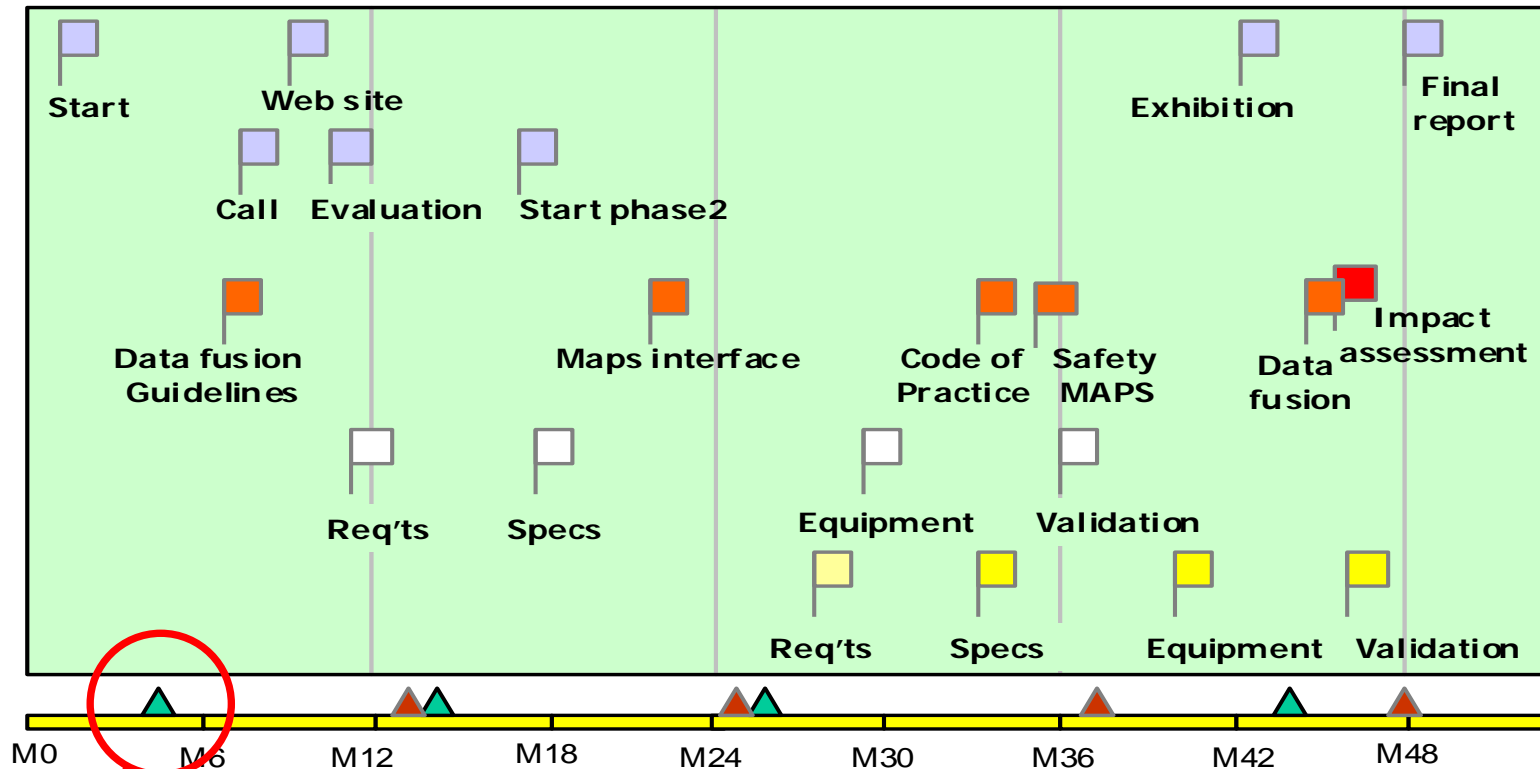 Start
Web site
Exhibition
Final
report
Call
Evaluation
Start phase2
Data fusion
Guidelines
Maps interface
Code of
Practice
Safety
MAPS
Data
fusion
Impact
assessment
Req'ts
Specs
Equipment
Validation
Req'ts
Specs
Equipment
Validation
M0
M6
M12
M18
M24
M30
M36
M42
M48